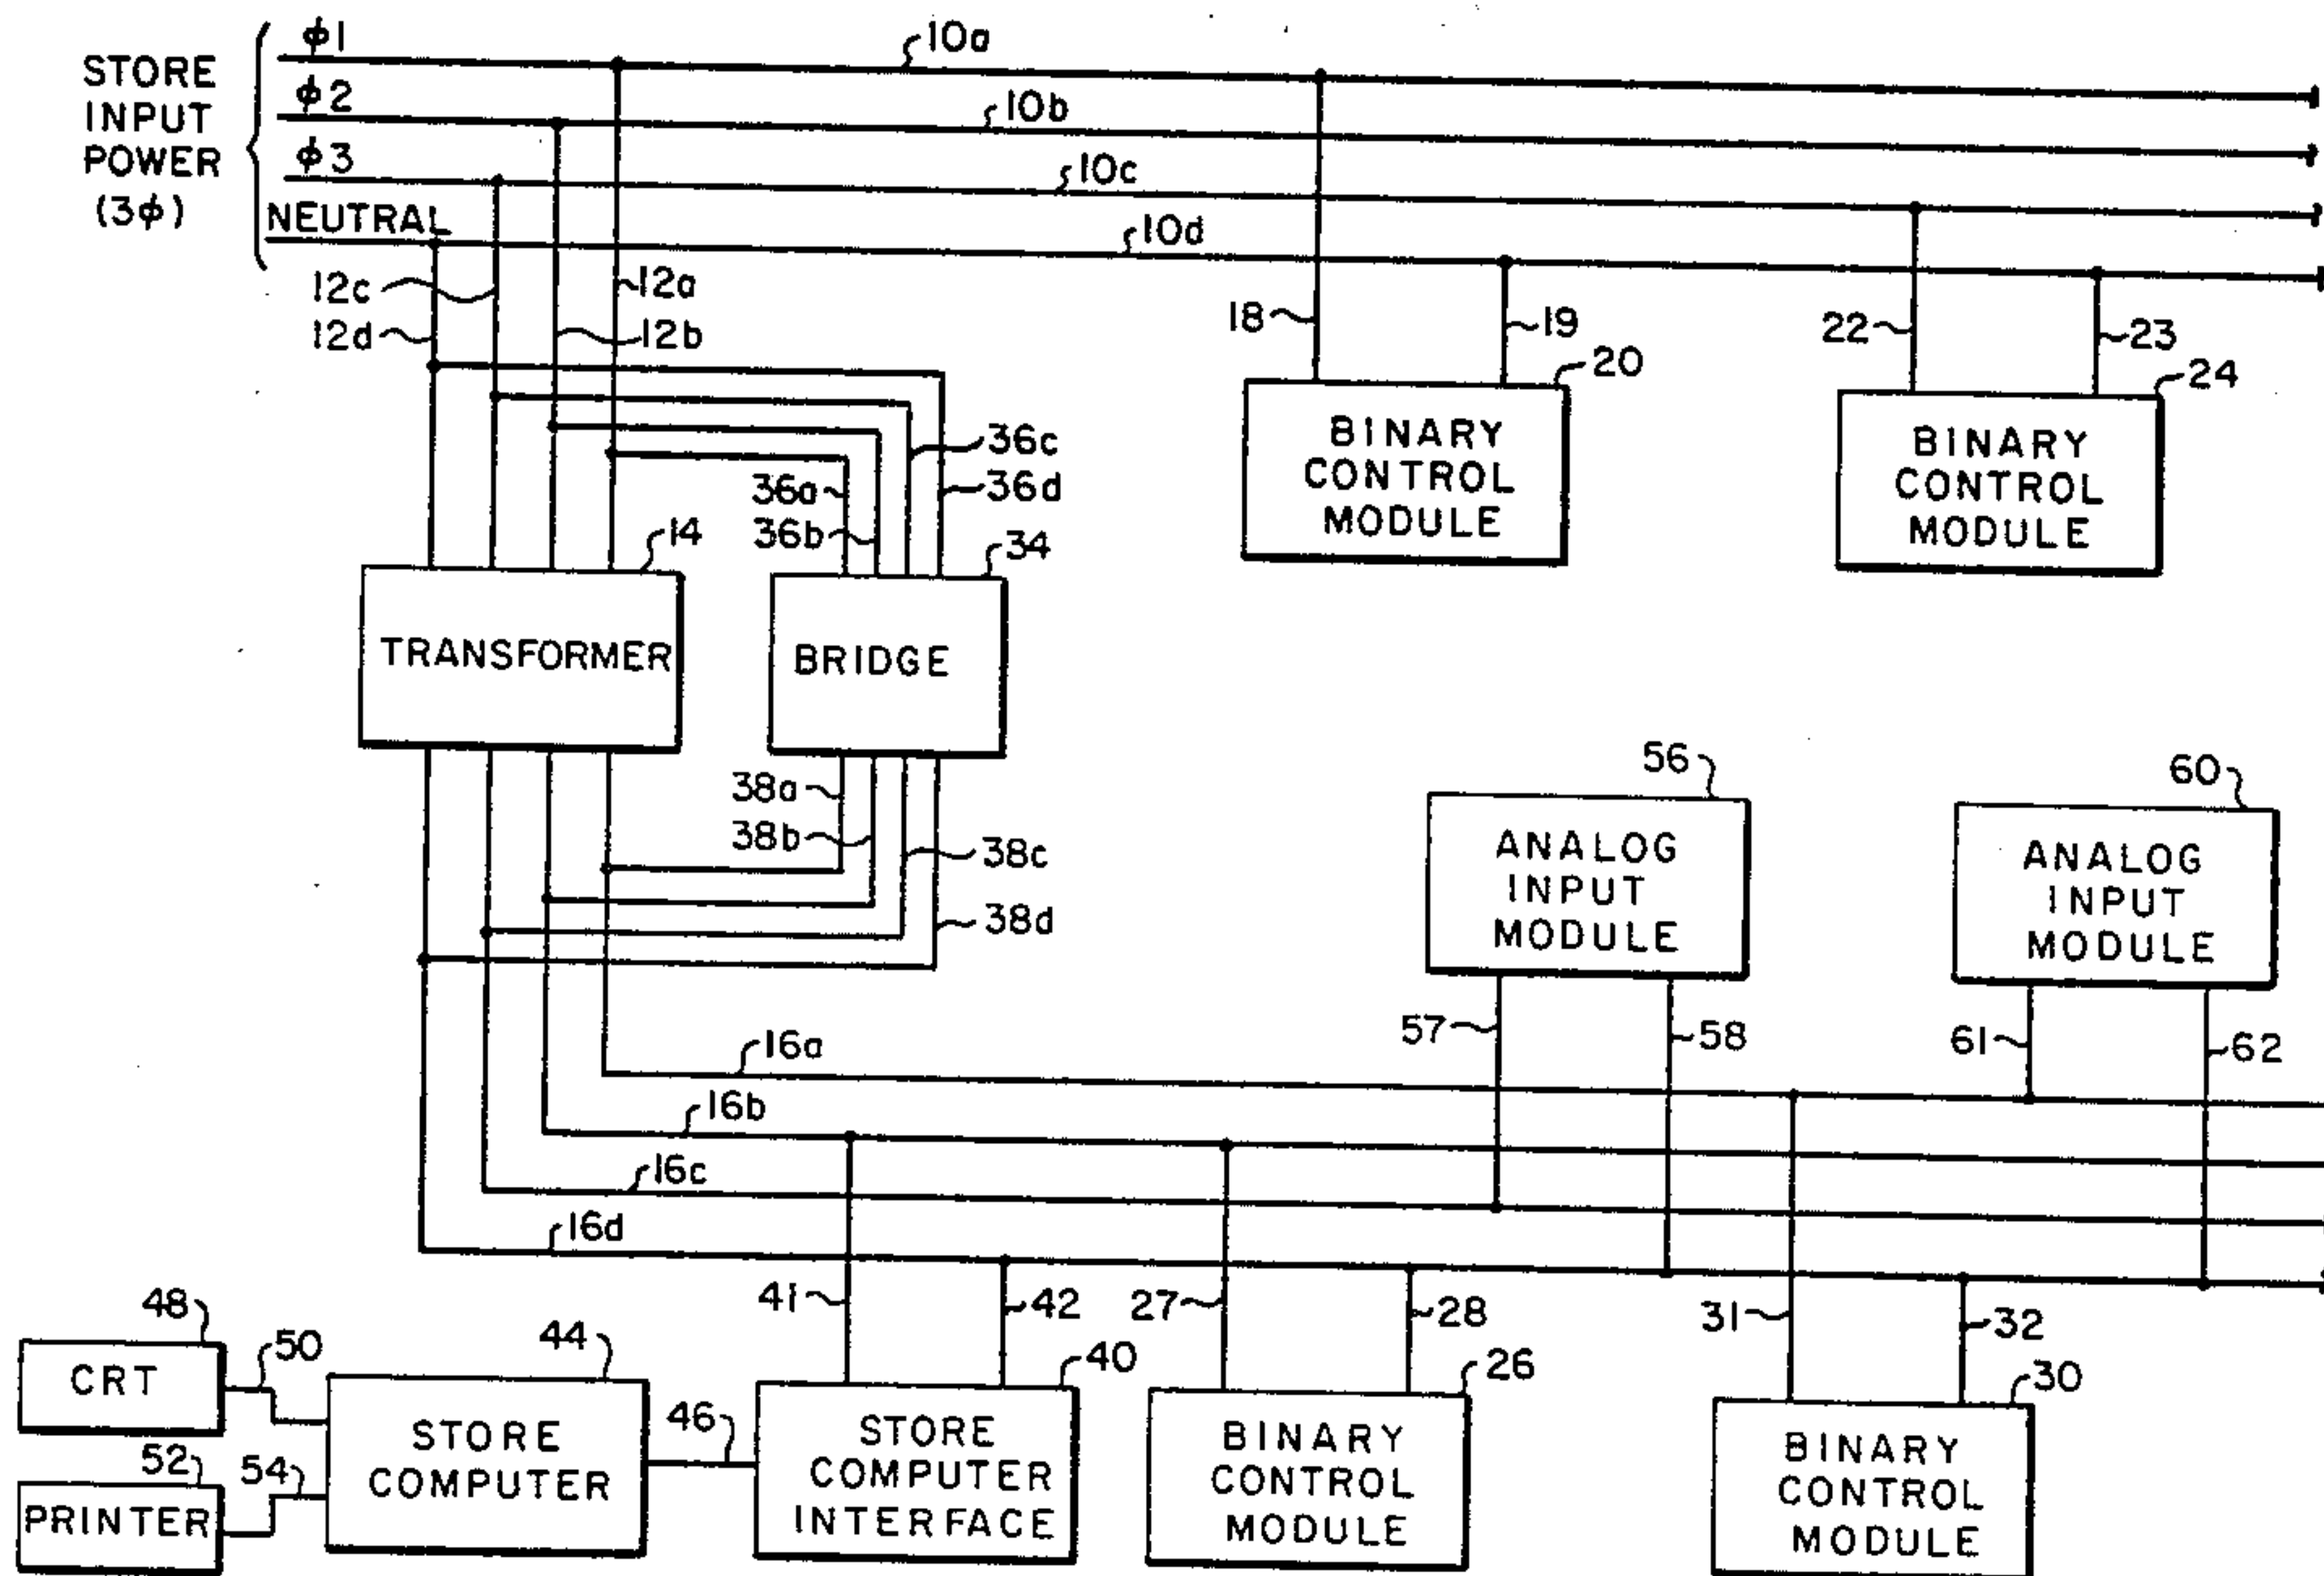 STORE
INPUT
POWER
(3φ)
φ1
φ2
φ3
NEUTRAL
10a
10b
10c
10d
12c
12a
12d
12b
18
19
22
23
20
24
BINARY
CONTROL
MODULE
BINARY
CONTROL
MODULE
36c
36a
36d
36b
14
34
TRANSFORMER
BRIDGE
38a
38b
38c
38d
56
60
ANALOG
INPUT
MODULE
ANALOG
INPUT
MODULE
57
58
61
62
16a
16b
16c
16d
41
42
27
28
31
32
48
50
44
40
26
30
CRT
52
54
46
PRINTER
STORE
COMPUTER
STORE
COMPUTER
INTERFACE
BINARY
CONTROL
MODULE
BINARY
CONTROL
MODULE